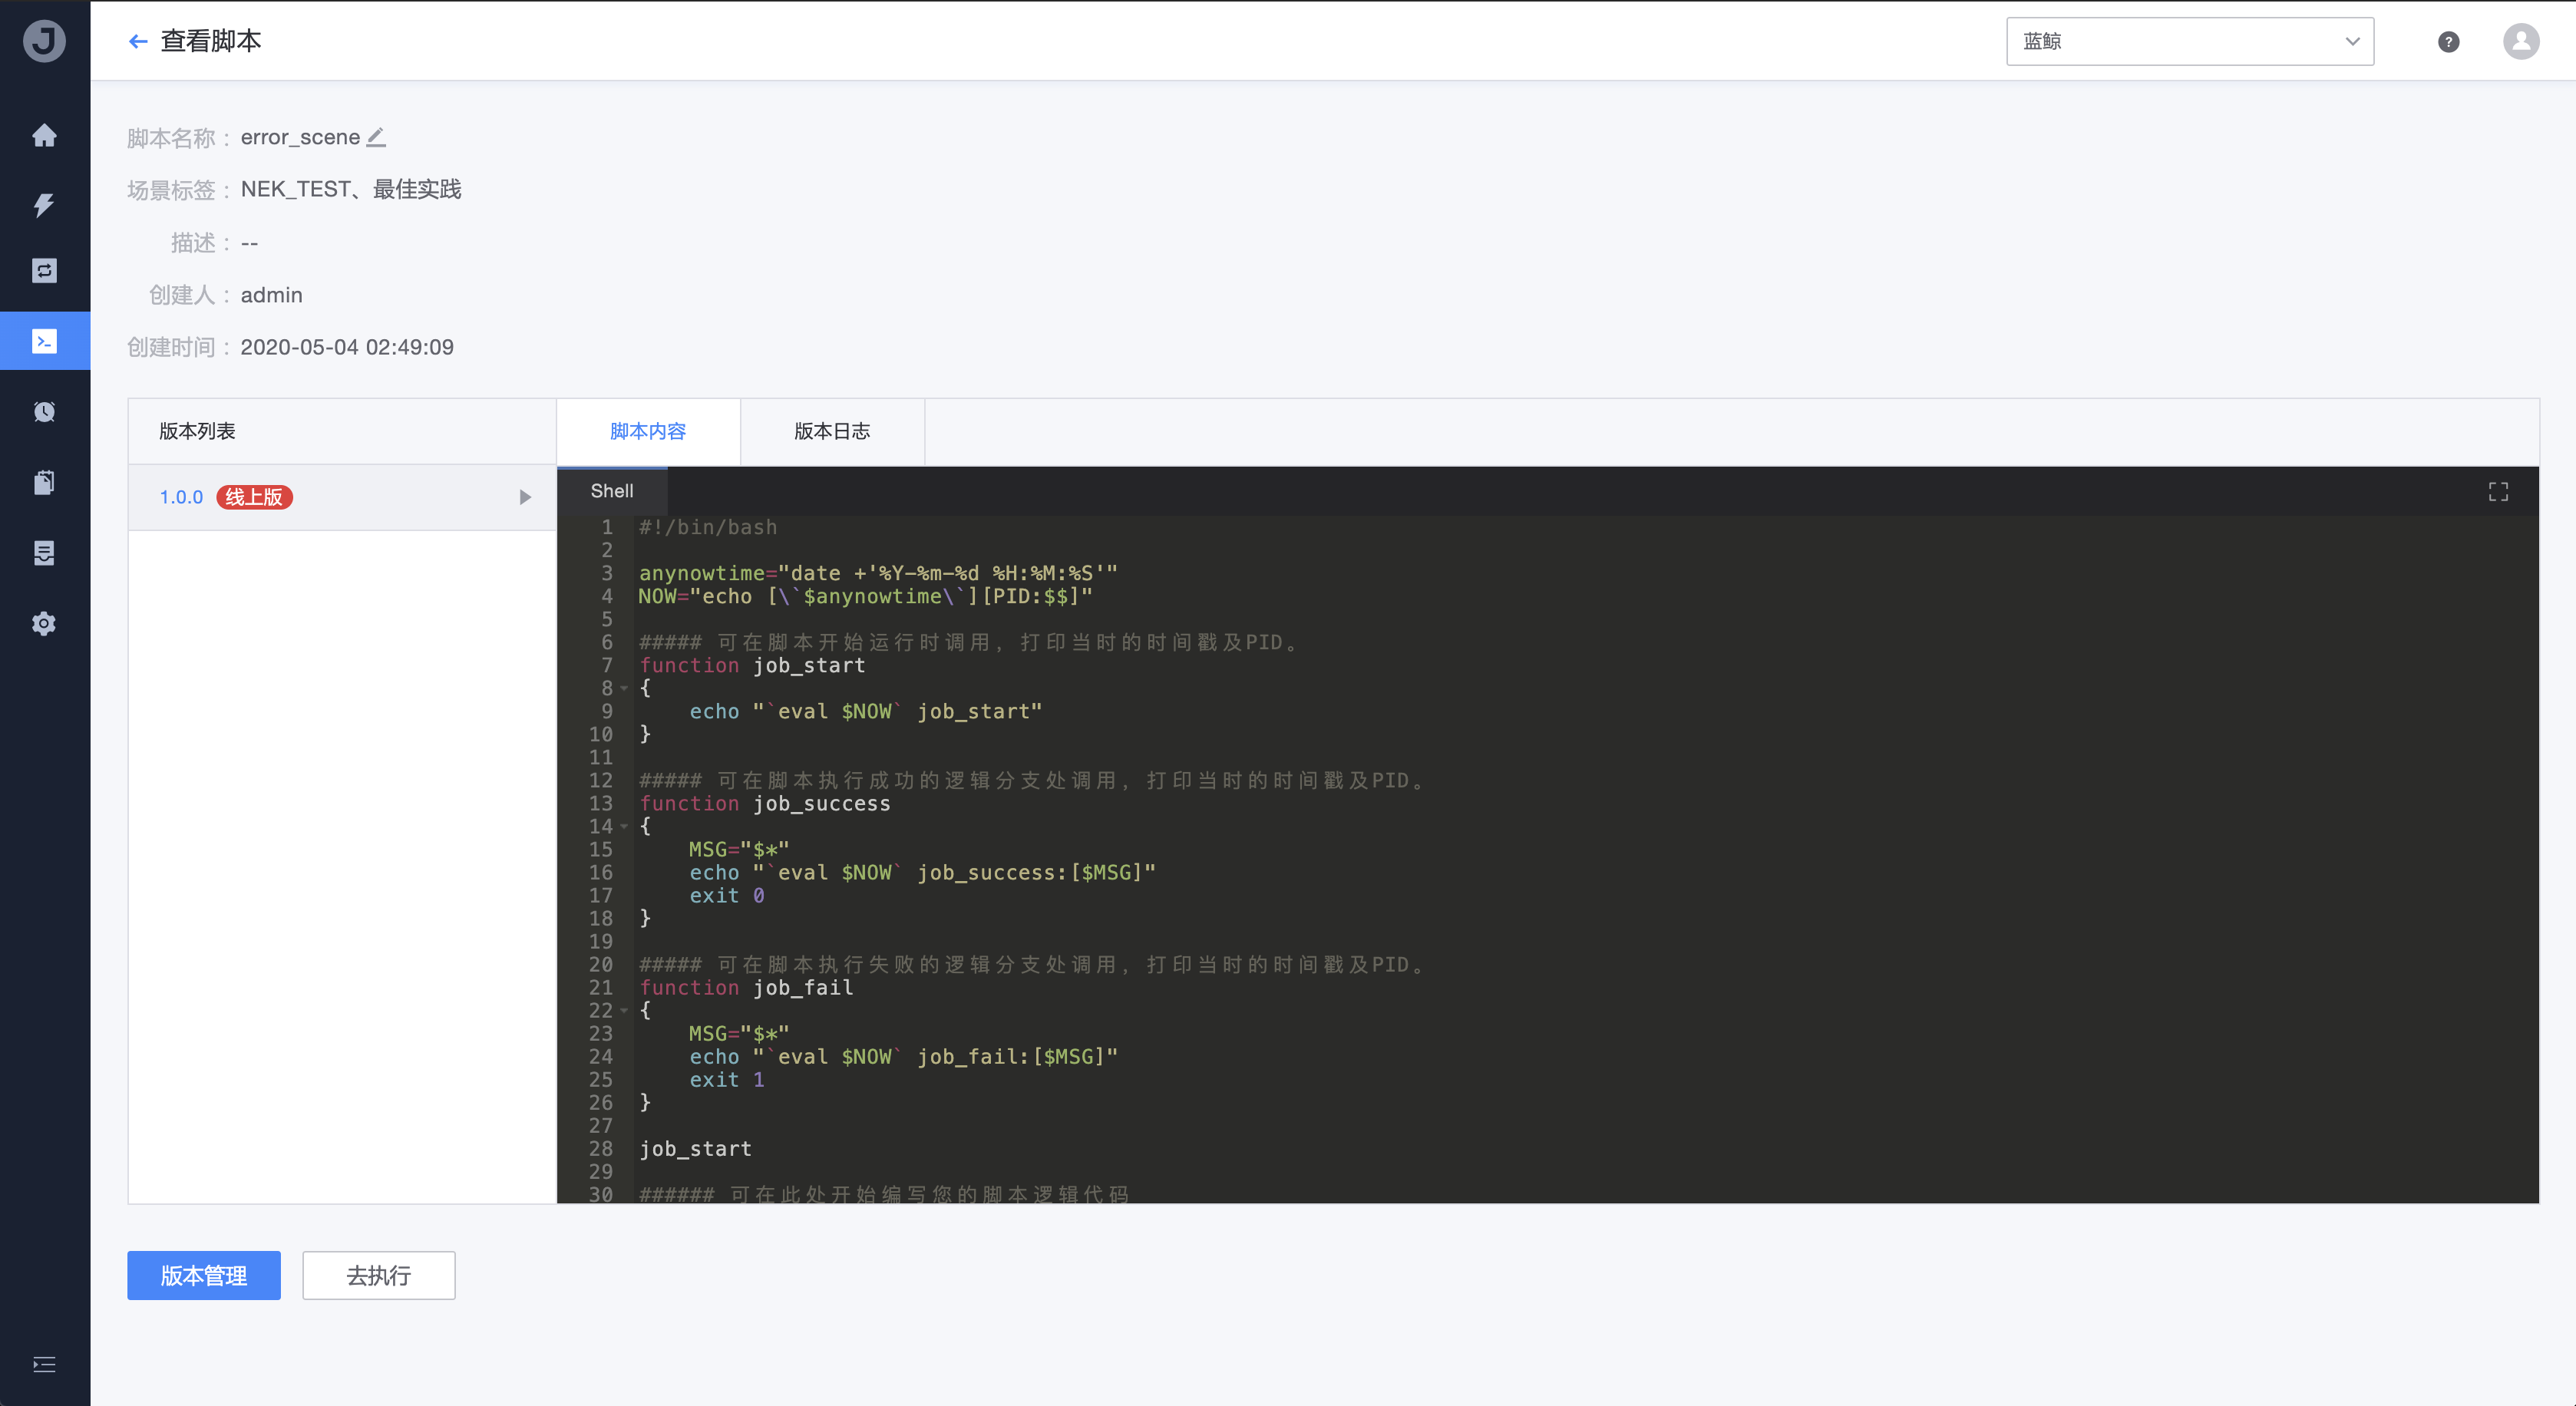 J
查看脚本
蓝鲸
?
脚本名称 : error_scene
场景标签 : NEK_TEST、最佳实践
描述 : --
创建人 : admin
创建时间 : 2020-05-04 02:49:09
版本列表
脚本内容
版本日志
1.0.0 线上版
Shell
1 #!/bin/bash
2
3 anynowtime="date +'%Y-%m-%d %H:%M:%S'"
4 NOW="echo [\`$anynowtime\`][PID:$$]"
5
6 ##### 可在脚本开始运行时调用，打印当时的时间戳及PID。
7 function job_start
8 {
9     echo "`eval $NOW` job_start"
10 }
11
12 ##### 可在脚本执行成功的逻辑分支处调用，打印当时的时间戳及PID。
13 function job_success
14 {
15     MSG="$*"
16     echo "`eval $NOW` job_success:[$MSG]"
17     exit 0
18 }
19
20 ##### 可在脚本执行失败的逻辑分支处调用，打印当时的时间戳及PID。
21 function job_fail
22 {
23     MSG="$*"
24     echo "`eval $NOW` job_fail:[$MSG]"
25     exit 1
26 }
27
28 job_start
29
30 ###### 可在此处开始编写您的脚本逻辑代码
版本管理
去执行